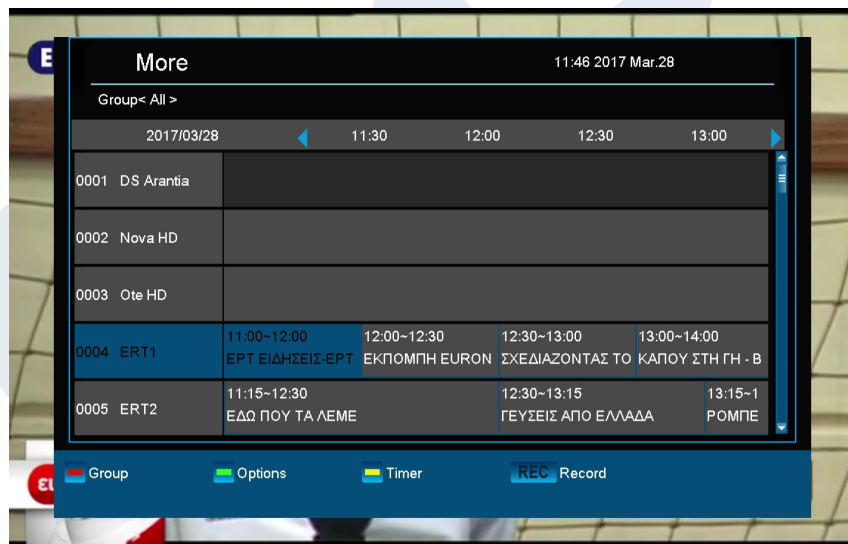 E
More
11:46 2017 Mar.28
Group< All >
2017/03/28 11:30 12:00 12:30 13:00
0001 DS Arantia
0002 Nova HD
0003 Ote HD
11:00~12:00 12:00~12:30 12:30~13:00 13:00~14:00
0004 ERT1 ΕΡΤ ΕΙΔΗΣΕΙΣ-ΕΡΤ ΕΚΠΟΜΠΗ EURON ΣΧΕΔΙΑΖΟΝΤΑΣ ΤΟ ΚΑΠΟΥ ΣΤΗ ΓΗ - Β
11:15~12:30 12:30~13:15 13:15~1
0005 ERT2 ΕΔΩ ΠΟΥ ΤΑ ΛΕΜΕ ΓΕΥΣΕΙΣ ΑΠΟ ΕΛΛΑΔΑ ΡΟΜΠΕ
Group Options Timer REC Record
ει